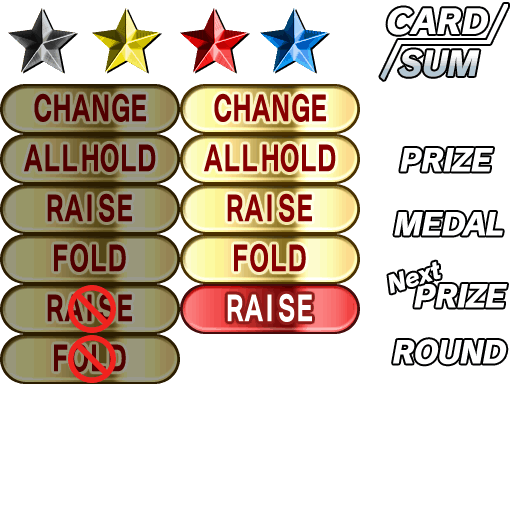 CARD/
/SUM
CHANGE CHANGE
ALLHOLD ALLHOLD
PRIZE
RAISE RAISE
MEDAL
FOLD FOLD
Next
PRIZE
RAISE RAISE
FOLD
ROUND